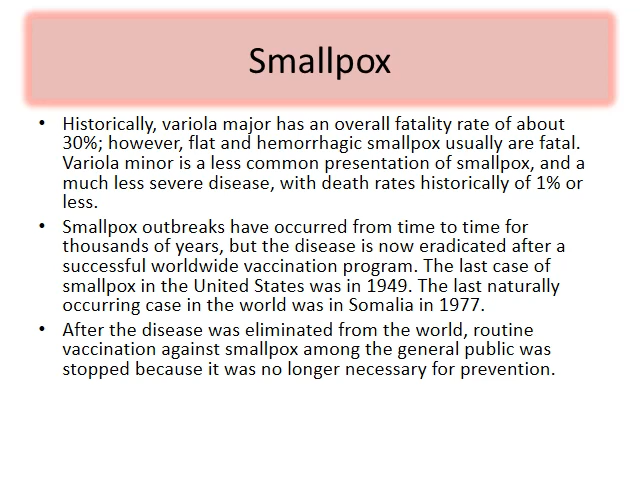 Smallpox
• Historically, variola major has an overall fatality rate of about
30%; however, flat and hemorrhagic smallpox usually are fatal.
Variola minor is a less common presentation of smallpox, and a
much less severe disease, with death rates historically of 1% or
less.
• Smallpox outbreaks have occurred from time to time for
thousands of years, but the disease is now eradicated after a
successful worldwide vaccination program. The last case of
smallpox in the United States was in 1949. The last naturally
occurring case in the world was in Somalia in 1977.
• After the disease was eliminated from the world, routine
vaccination against smallpox among the general public was
stopped because it was no longer necessary for prevention.